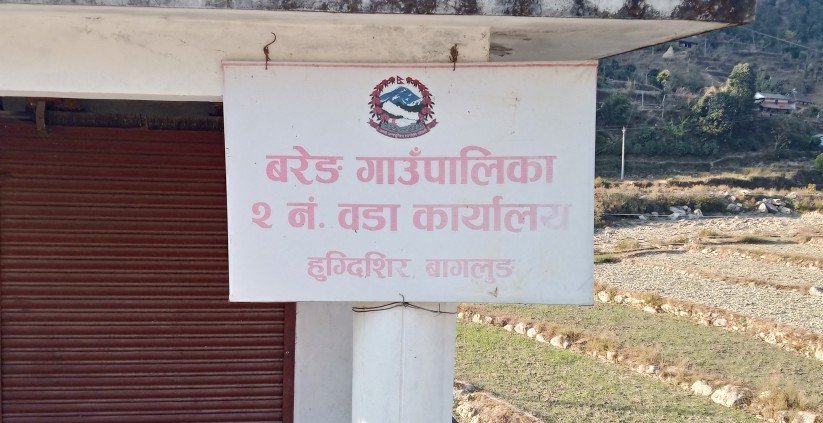 बरेङ गाउँपालिका
२ नं. वडा कार्यालय
हुग्दिशिर, बागलुङ